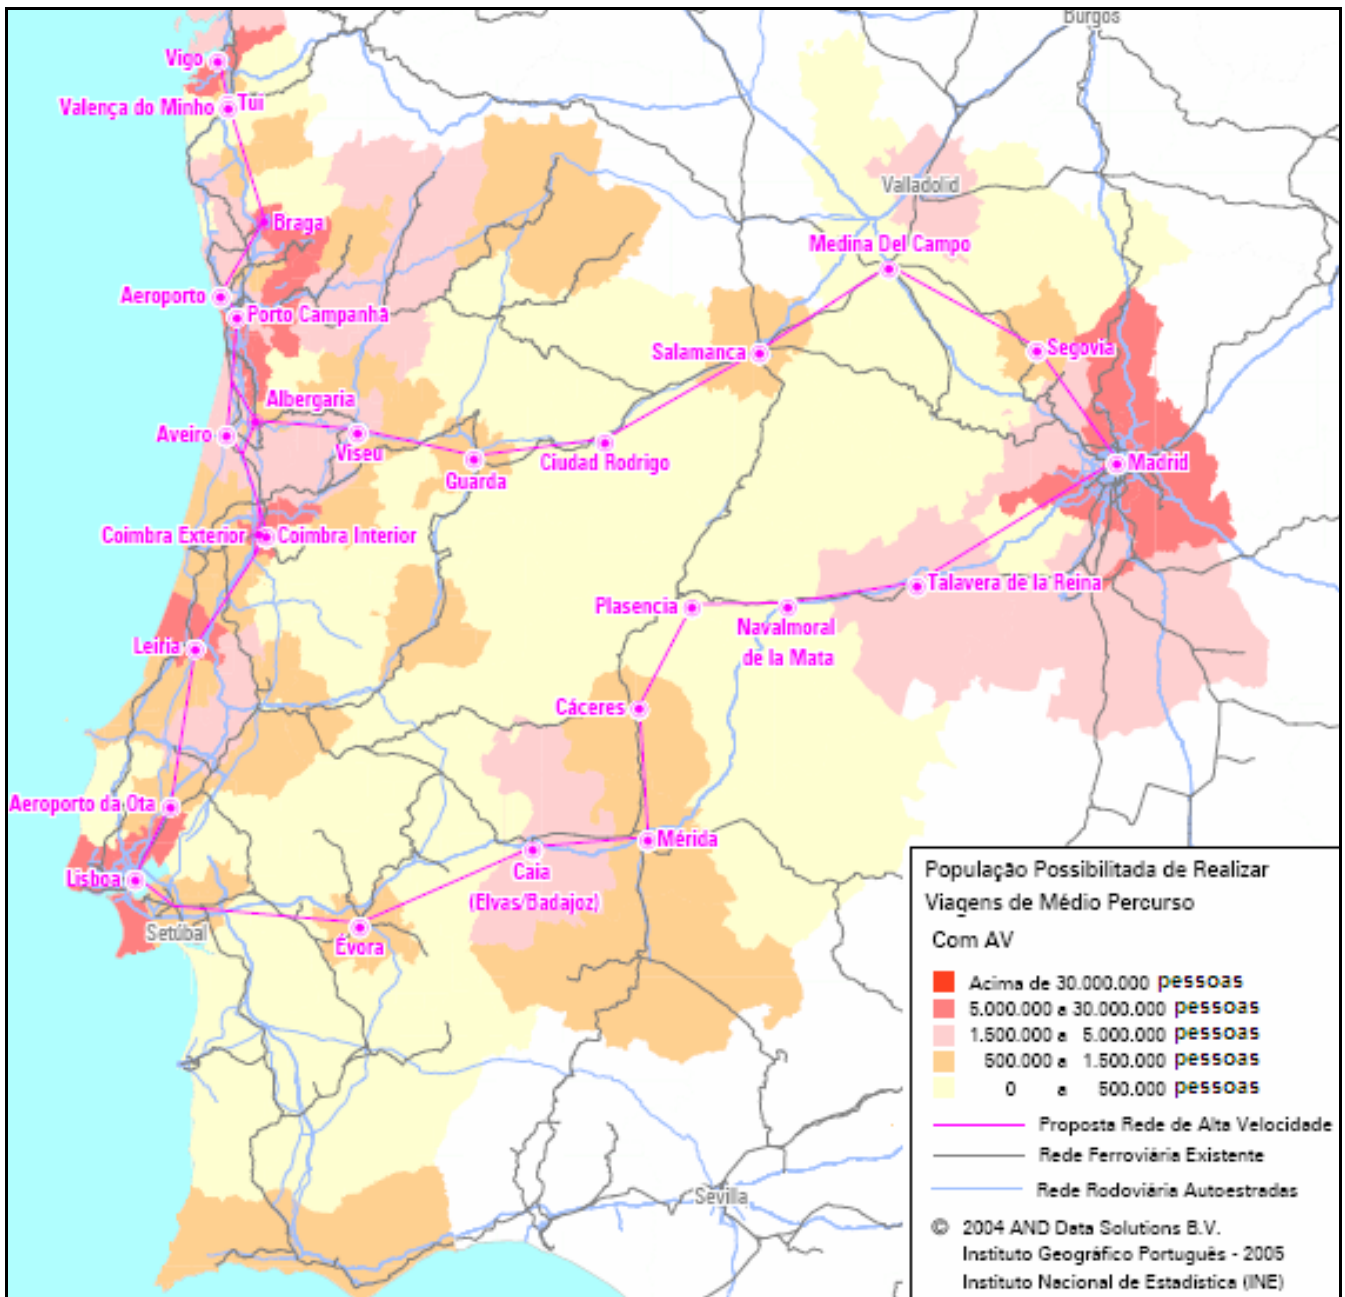 Burgos
Vigo
Tui
Valença do Minho
Valladolid
Braga
Medina Del Campo
Aeroporto
Porto Campanhã
Salamanca
Segovia
Albergaria
Aveiro
Viseu
Guarda
Ciudad Rodrigo
Madrid
Coimbra Exterior
Coimbra Interior
Talavera de la Reina
Plasencia
Navalmoral
de la Mata
Leiria
Cáceres
Aeroporto da Ota
Mérida
Caia
(Elvas/Badajoz)
Lisboa
Setúbal
Évora
Sevilla
População Possibilitada de Realizar
Viagens de Médio Percurso
Com AV
Acima de 30.000.000 pessoas
5.000.000 a 30.000.000 pessoas
1.500.000 a 5.000.000 pessoas
500.000 a 1.500.000 pessoas
0 a 500.000 pessoas
Proposta Rede de Alta Velocidade
Rede Ferroviária Existente
Rede Rodoviária Autoestradas
© 2004 AND Data Solutions B.V.
Instituto Geográfico Português - 2005
Instituto Nacional de Estadística (INE)